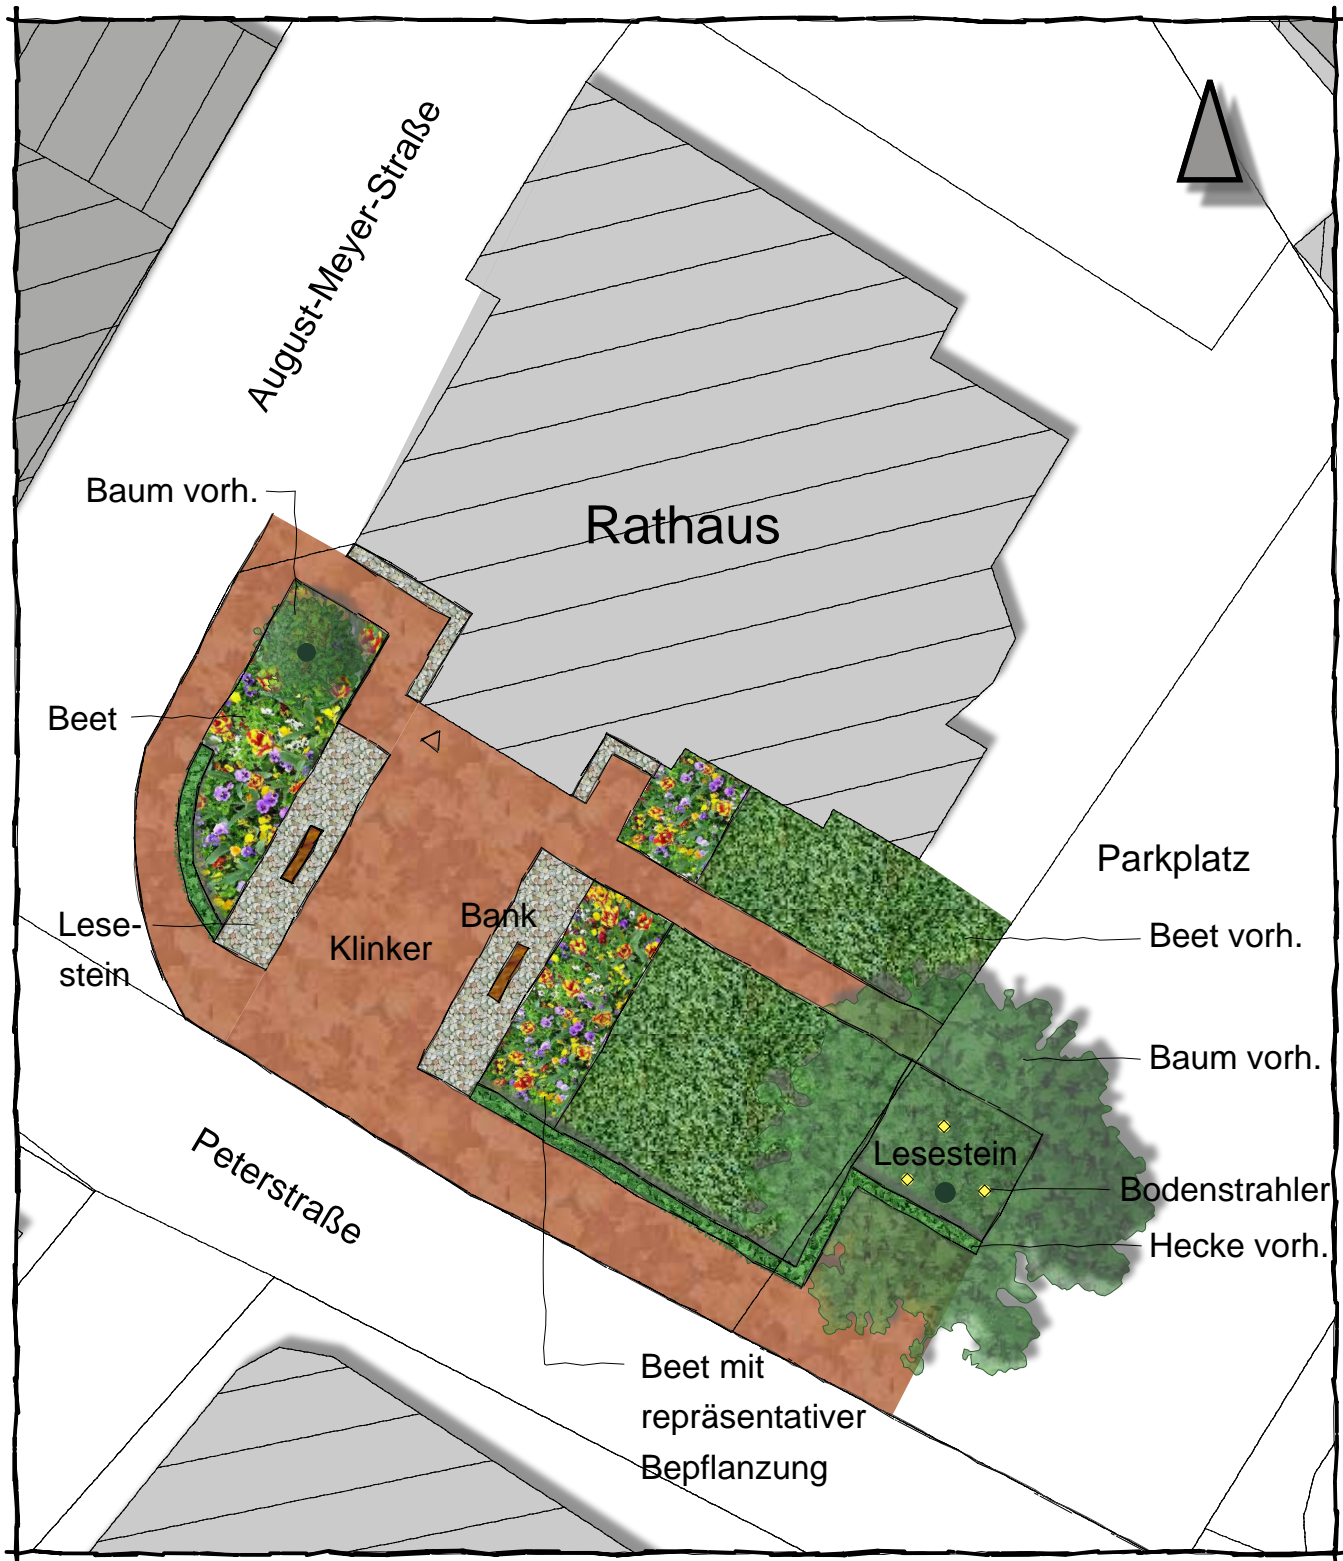 August-Meyer-Straße
Baum vorh.
Rathaus
Beet
Parkplatz
Lese-
stein
Klinker
Bank
Beet vorh.
Baum vorh.
Lesestein
Bodenstrahler
Hecke vorh.
Peterstraße
Beet mit
repräsentativer
Bepflanzung